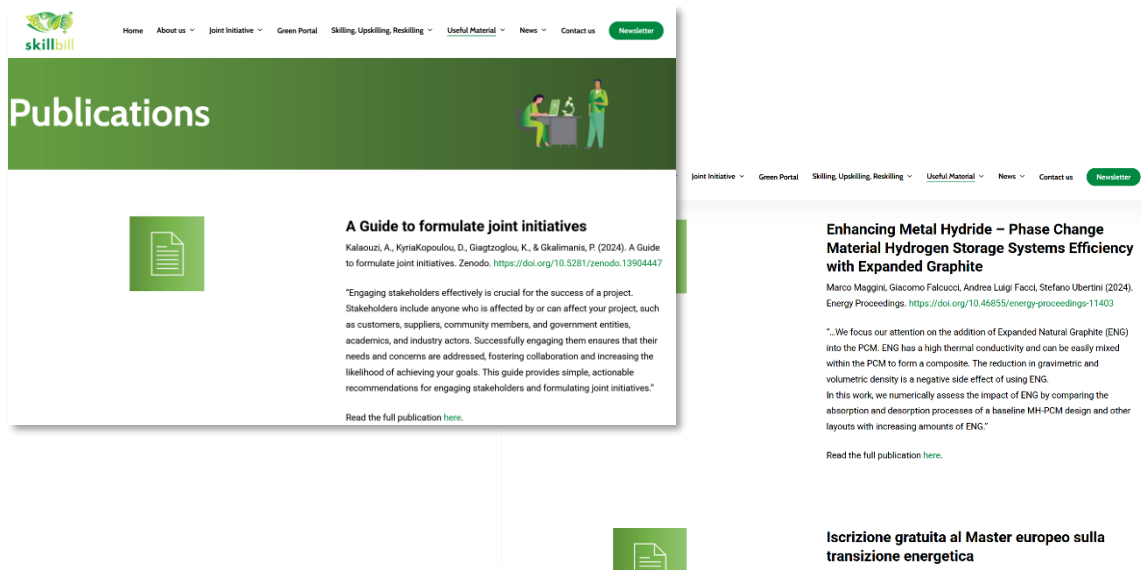 skillbill
Home About us Joint Initiative Green Portal Skilling, Upskilling, Reskilling Useful Material News Contact us Newsletter
Publications
A Guide to formulate joint initiatives
Kalaouzi, A., KyriaKopoulou, D., Giagtzoglou, K., & Gkalimanis, P. (2024). A Guide
to formulate joint initiatives. Zenodo. https://doi.org/10.5281/zenodo.13904447
“Engaging stakeholders effectively is crucial for the success of a project.
Stakeholders include anyone who is affected by or can affect your project, such
as customers, suppliers, community members, and government entities,
academics, and industry actors. Successfully engaging them ensures that their
needs and concerns are addressed, fostering collaboration and increasing the
likelihood of achieving your goals. This guide provides simple, actionable
recommendations for engaging stakeholders and formulating joint initiatives.”
Read the full publication here.
Joint Initiative Green Portal Skilling, Upskilling, Reskilling Useful Material News Contact us Newsletter
Enhancing Metal Hydride – Phase Change
Material Hydrogen Storage Systems Efficiency
with Expanded Graphite
Marco Maggini, Giacomo Falcucci, Andrea Luigi Facci, Stefano Ubertini (2024).
Energy Proceedings. https://doi.org/10.46855/energy-proceedings-11403
“…We focus our attention on the addition of Expanded Natural Graphite (ENG)
into the PCM. ENG has a high thermal conductivity and can be easily mixed
within the PCM to form a composite. The reduction in gravimetric and
volumetric density is a negative side effect of using ENG.
In this work, we numerically assess the impact of ENG by comparing the
absorption and desorption processes of a baseline MH-PCM design and other
layouts with increasing amounts of ENG.”
Read the full publication here.
Iscrizione gratuita al Master europeo sulla
transizione energetica